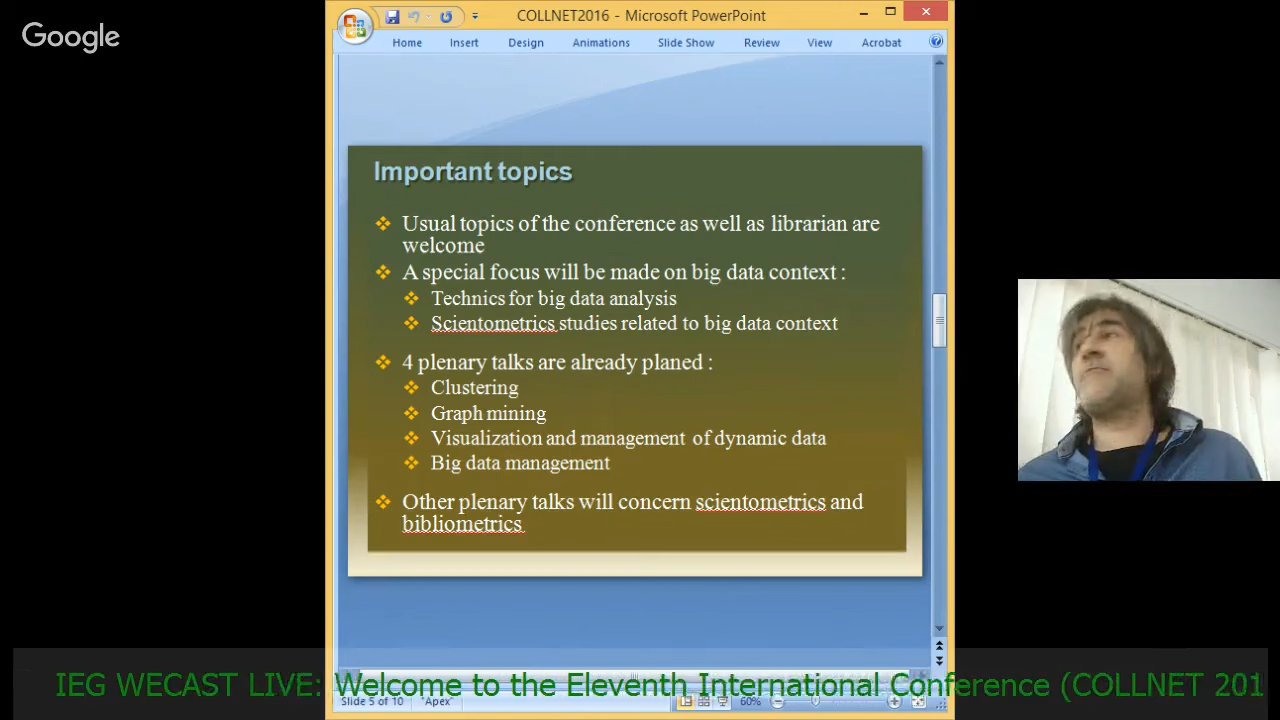 Google
COLLNET2016 - Microsoft PowerPoint
Home Insert Design Animations Slide Show Review View Acrobat
Important topics
Usual topics of the conference as well as librarian are
welcome
A special focus will be made on big data context :
Technics for big data analysis
Scientometrics studies related to big data context
4 plenary talks are already planed :
Clustering
Graph mining
Visualization and management of dynamic data
Big data management
Other plenary talks will concern scientometrics and
bibliometrics
IEG WECAST LIVE: Welcome to the Eleventh International Conference (COLLNET 201
Slide 5 of 10 "Apex" 60%